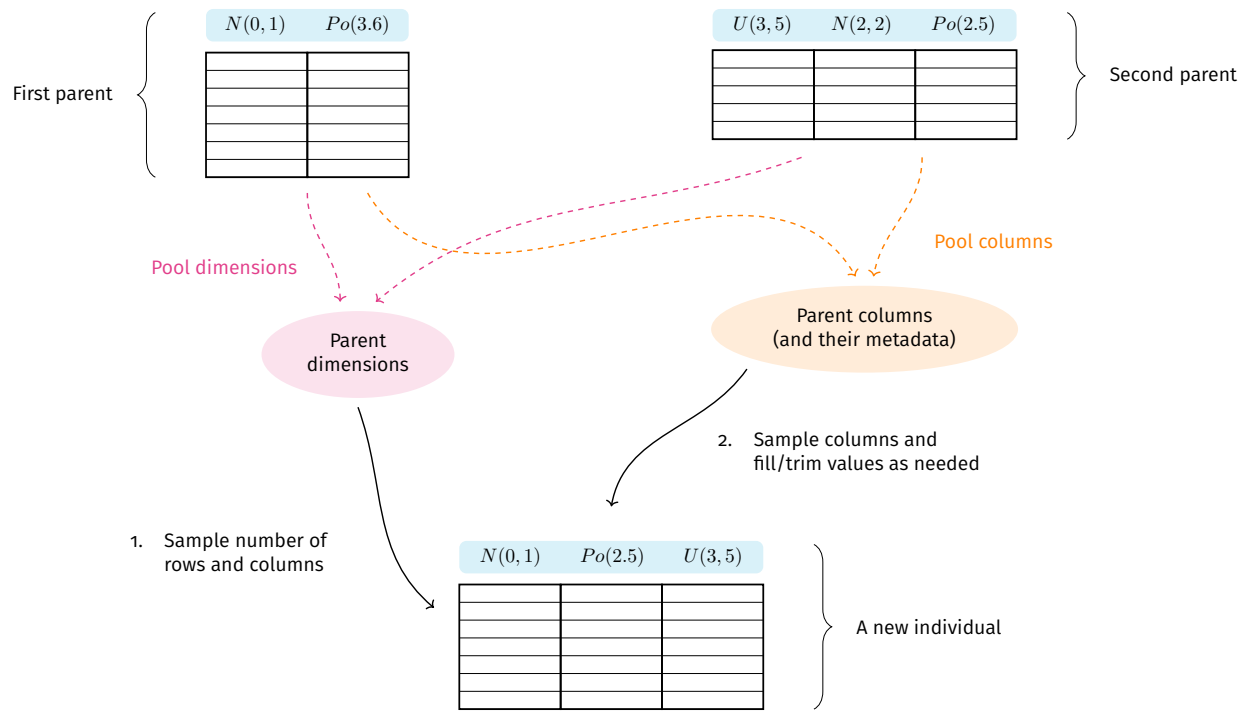 N(0, 1) Po(3.6)
U(3, 5) N(2, 2) Po(2.5)
First parent
Second parent
Pool dimensions
Pool columns
Parent
dimensions
Parent columns
(and their metadata)
2. Sample columns and
fill/trim values as needed
1. Sample number of
rows and columns
N(0, 1) Po(2.5) U(3, 5)
A new individual